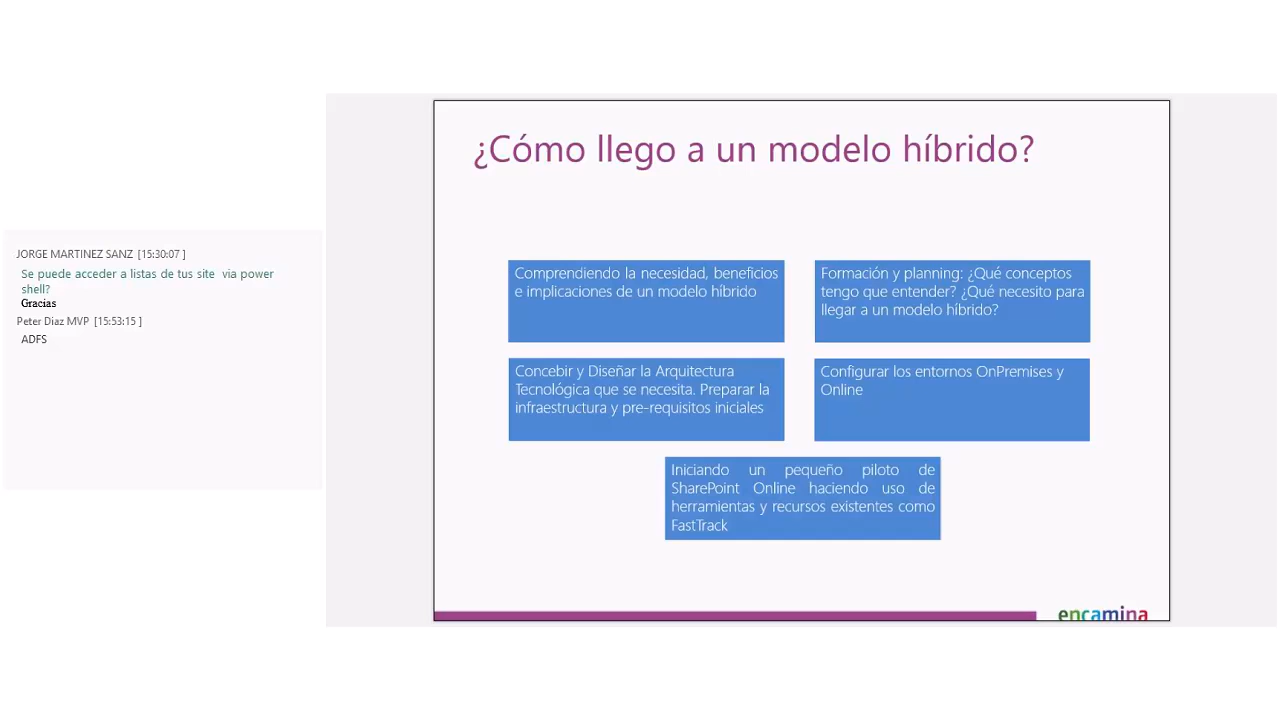 JORGE MARTINEZ SANZ [15:30:07 ]
Se puede acceder a listas de tus site via power
shell?
Gracias
Peter Diaz MVP [15:53:15 ]
ADFS
¿Cómo llego a un modelo híbrido?
Comprendiendo la necesidad, beneficios
e implicaciones de un modelo híbrido
Formación y planning: ¿Qué conceptos
tengo que entender? ¿Qué necesito para
llegar a un modelo híbrido?
Concebir y Diseñar la Arquitectura
Tecnológica que se necesita. Preparar la
infraestructura y pre-requisitos iniciales
Configurar los entornos OnPremises y
Online
Iniciando un pequeño piloto de
SharePoint Online haciendo uso de
herramientas y recursos existentes como
FastTrack
encamina